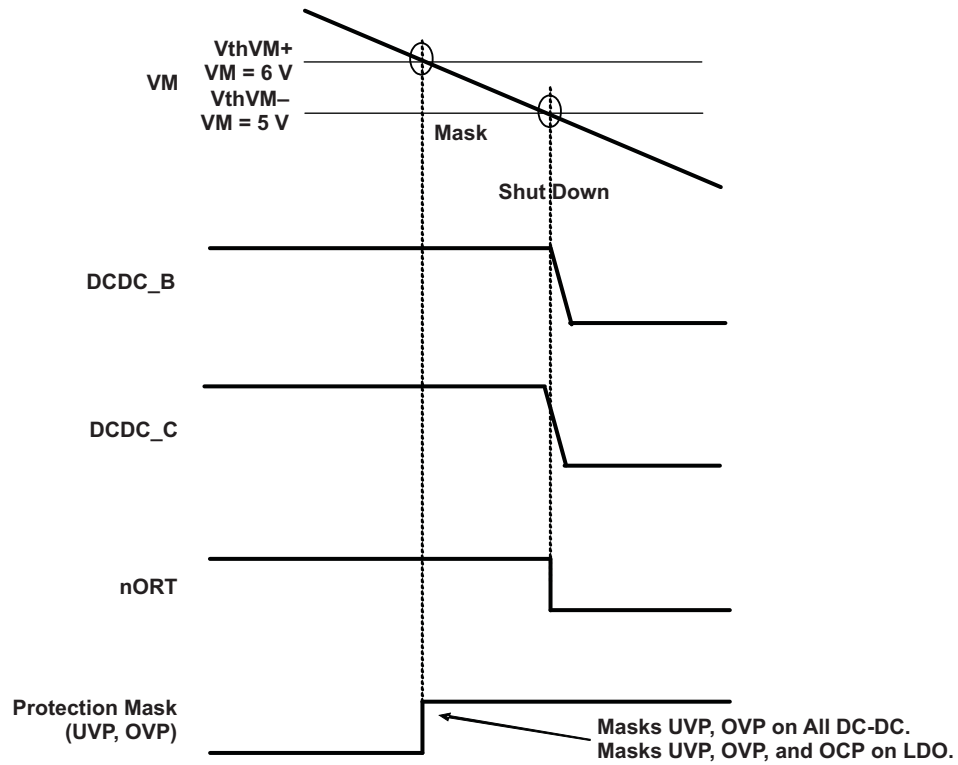 VthVM+
VM = 6 V
VM
VthVM–
VM = 5 V
Mask
Shut Down
DCDC_B
DCDC_C
nORT
Protection Mask
(UVP, OVP)
Masks UVP, OVP on All DC-DC.
Masks UVP, OVP, and OCP on LDO.